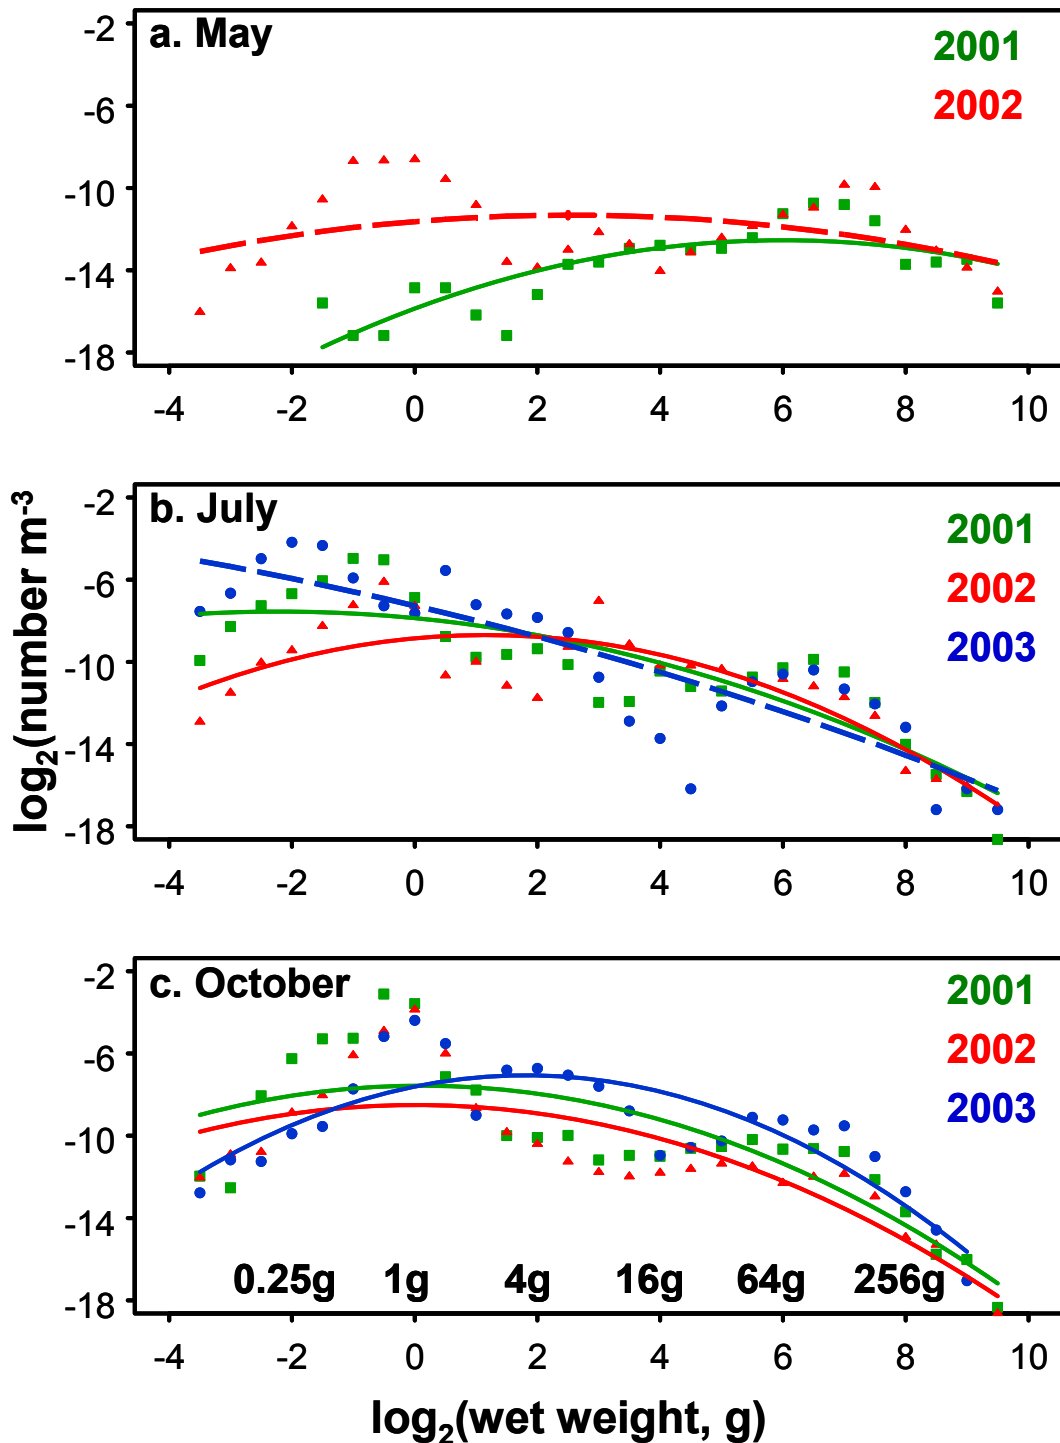 a. May
2001
2002
-2
-6
-10
-14
-18
-4 -2 0 2 4 6 8 10
b. July
2001
2002
2003
-2
-6
-10
-14
-18
-4 -2 0 2 4 6 8 10
log₂(number m⁻³)
c. October
2001
2002
2003
-2
-6
-10
-14
-18
0.25g 1g 4g 16g 64g 256g
-4 -2 0 2 4 6 8 10
log₂(wet weight, g)